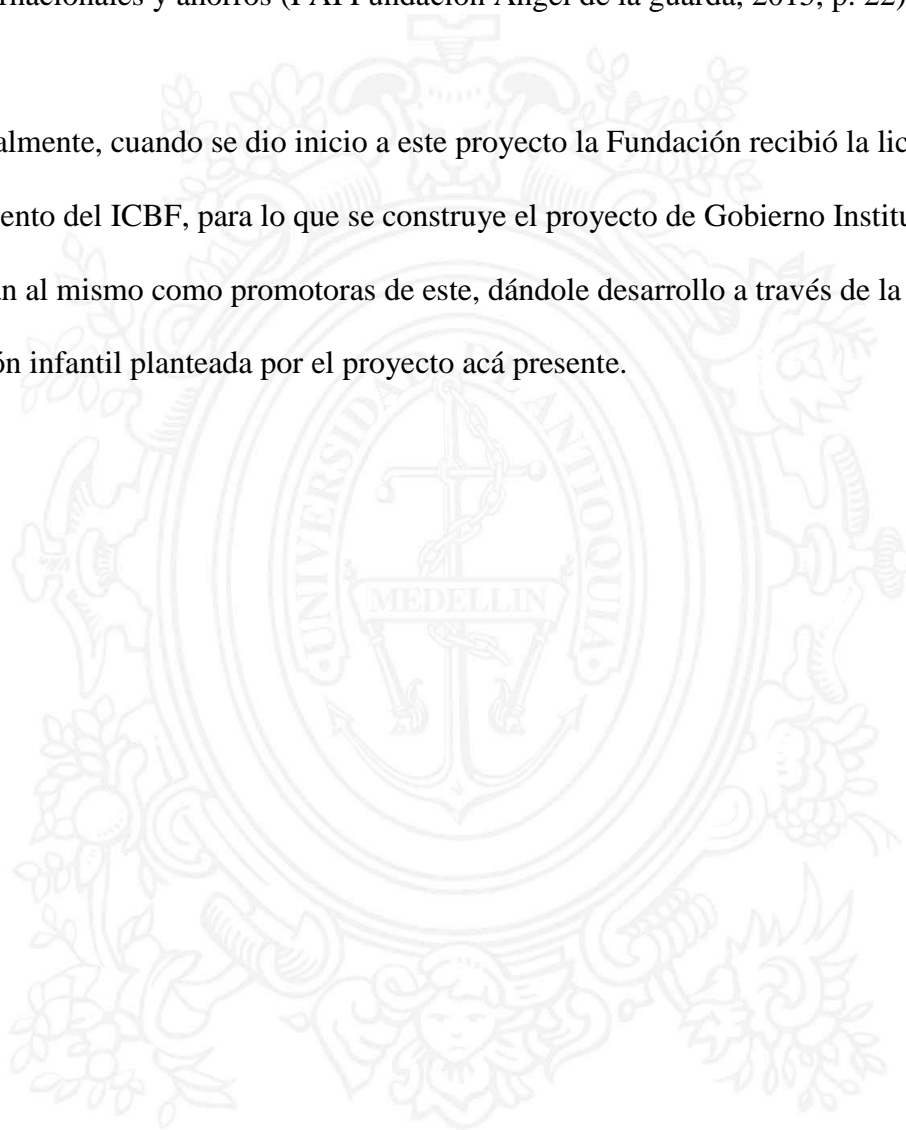 rnacionales y ahorros (PAI Fundación Ángel de la guarda, 2013, p. 22)
almente, cuando se dio inicio a este proyecto la Fundación recibió la lic
ento del ICBF, para lo que se construye el proyecto de Gobierno Institu
n al mismo como promotoras de este, dándole desarrollo a través de la
ón infantil planteada por el proyecto acá presente.
UNIVERSIDAD DE ANTIOQUIA
MEDELLIN